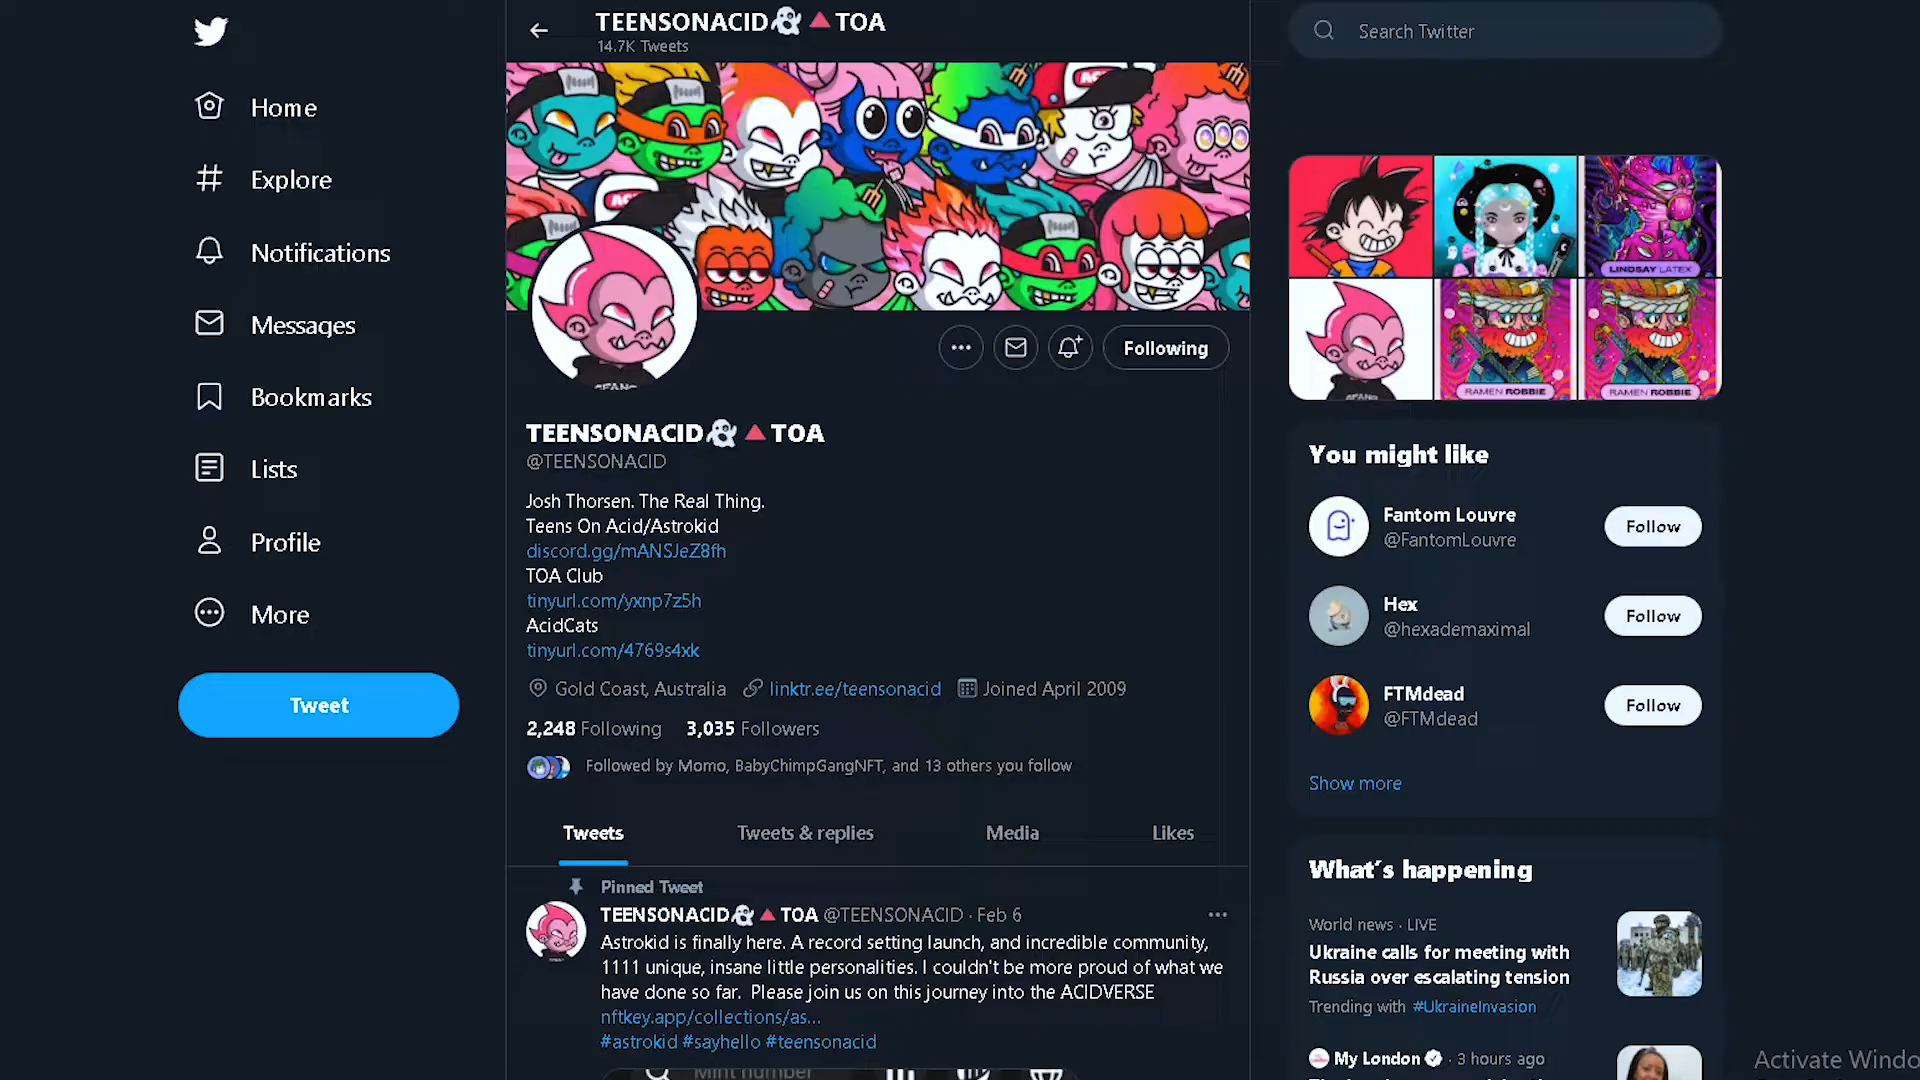 TEENSONACID👻🔺TOA
14.7K Tweets
Search Twitter
Home
Explore
Notifications
Messages
Bookmarks
Lists
Profile
More
Tweet
LINDSAY LATEX
RAMEN ROBBIE
RAMEN ROBBIE
Following
TEENSONACID👻🔺TOA
@TEENSONACID
Josh Thorsen. The Real Thing.
Teens On Acid/Astrokid
discord.gg/mANSJeZ8fh
TOA Club
tinyurl.com/yxnp7z5h
AcidCats
tinyurl.com/4769s4xk
Gold Coast, Australia linktr.ee/teensonacid Joined April 2009
2,248 Following 3,035 Followers
Followed by Momo, BabyChimpGangNFT, and 13 others you follow
Tweets Tweets & replies Media Likes
Pinned Tweet
TEENSONACID👻🔺TOA @TEENSONACID · Feb 6
Astrokid is finally here. A record setting launch, and incredible community,
1111 unique, insane little personalities. I couldn't be more proud of what we
have done so far. Please join us on this journey into the ACIDVERSE
nftkey.app/collections/as...
#astrokid #sayhello #teensonacid
Mint number
You might like
Fantom Louvre
@FantomLouvre
Follow
Hex
@hexademaximal
Follow
FTMdead
@FTMdead
Follow
Show more
What's happening
World news · LIVE
Ukraine calls for meeting with
Russia over escalating tension
Trending with #UkraineInvasion
My London · 3 hours ago
Activate Windo